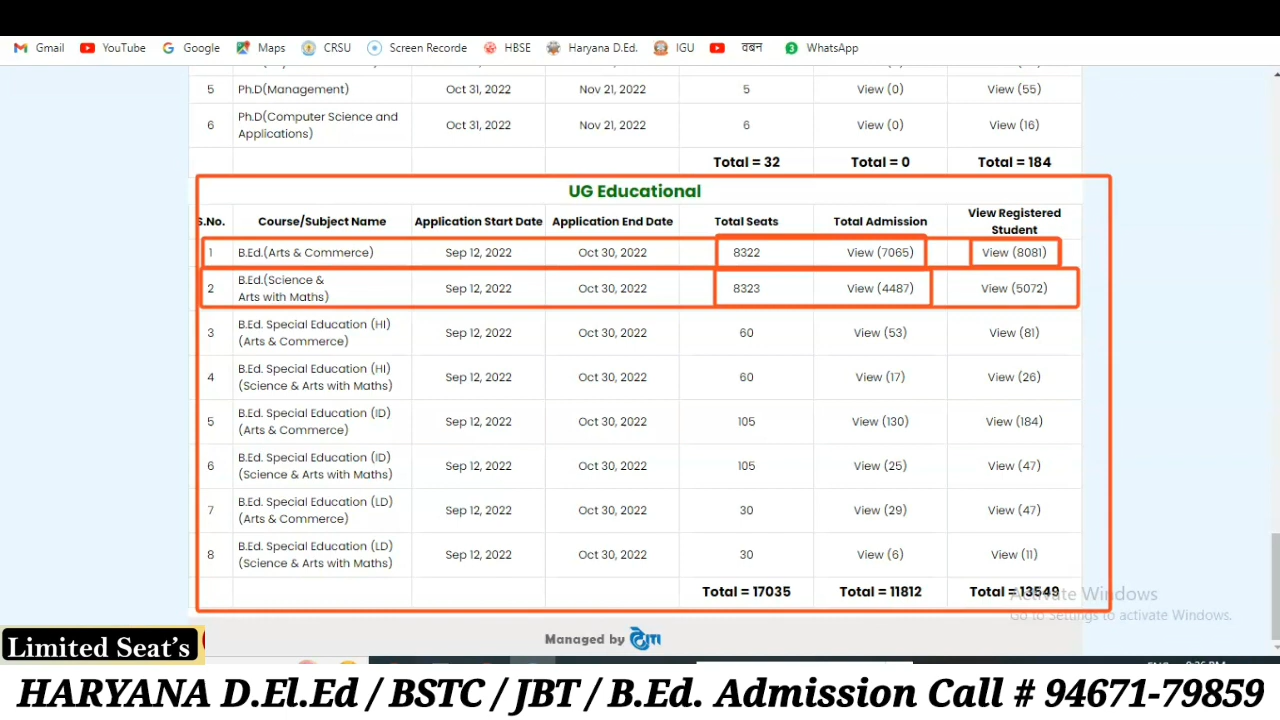 Gmail YouTube Google Maps CRSU Screen Recorde HBSE Haryana D.Ed. IGU वबन WhatsApp
5 Ph.D(Management) Oct 31, 2022 Nov 21, 2022 5 View (0) View (55)
6 Ph.D(Computer Science and Applications) Oct 31, 2022 Nov 21, 2022 6 View (0) View (16)
Total = 32 Total = 0 Total = 184
UG Educational
S.No. Course/Subject Name Application Start Date Application End Date Total Seats Total Admission View Registered Student
1 B.Ed.(Arts & Commerce) Sep 12, 2022 Oct 30, 2022 8322 View (7065) View (8081)
2 B.Ed.(Science & Arts with Maths) Sep 12, 2022 Oct 30, 2022 8323 View (4487) View (5072)
3 B.Ed. Special Education (HI) (Arts & Commerce) Sep 12, 2022 Oct 30, 2022 60 View (53) View (81)
4 B.Ed. Special Education (HI) (Science & Arts with Maths) Sep 12, 2022 Oct 30, 2022 60 View (17) View (26)
5 B.Ed. Special Education (ID) (Arts & Commerce) Sep 12, 2022 Oct 30, 2022 105 View (130) View (184)
6 B.Ed. Special Education (ID) (Science & Arts with Maths) Sep 12, 2022 Oct 30, 2022 105 View (25) View (47)
7 B.Ed. Special Education (LD) (Arts & Commerce) Sep 12, 2022 Oct 30, 2022 30 View (29) View (47)
8 B.Ed. Special Education (LD) (Science & Arts with Maths) Sep 12, 2022 Oct 30, 2022 30 View (6) View (11)
Total = 17035 Total = 11812 Total = 13549
Activate Windows
Go to Settings to activate Windows.
Managed by
Limited Seat's
HARYANA D.El.Ed / BSTC / JBT / B.Ed. Admission Call # 94671-79859